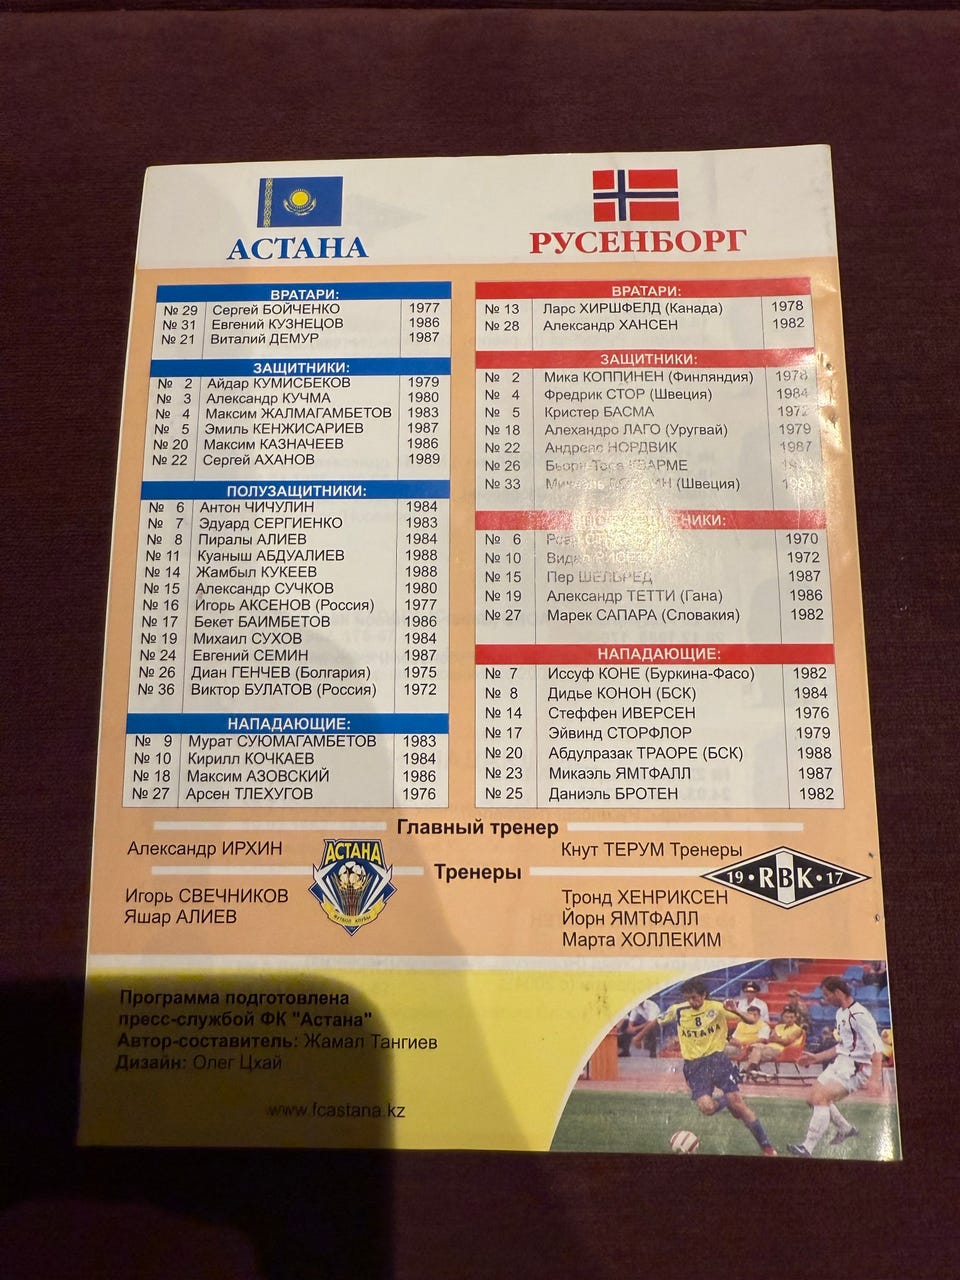 АСТАНА
ВРАТАРИ:
№ 29 Сергей БОЙЧЕНКО 1977
№ 31 Евгений КУЗНЕЦОВ 1986
№ 21 Виталий ДЕМУР 1987
ЗАЩИТНИКИ:
№ 2 Айдар КУМИСБЕКОВ 1979
№ 3 Александр КУЧМА 1980
№ 4 Максим ЖАЛМАГАМБЕТОВ 1983
№ 5 Эмиль КЕНЖИСАРИЕВ 1987
№ 20 Максим КАЗНАЧЕЕВ 1986
№ 22 Сергей АХАНОВ 1989
ПОЛУЗАЩИТНИКИ:
№ 6 Антон ЧИЧУЛИН 1984
№ 7 Эдуард СЕРГИЕНКО 1983
№ 8 Пиралы АЛИЕВ 1984
№ 11 Куаныш АБДУАЛИЕВ 1988
№ 14 Жамбыл КУКЕЕВ 1988
№ 15 Александр СУЧКОВ 1980
№ 16 Игорь АКСЕНОВ (Россия) 1977
№ 17 Бекет БАИМБЕТОВ 1986
№ 19 Михаил СУХОВ 1984
№ 24 Евгений СЕМИН 1987
№ 26 Диан ГЕНЧЕВ (Болгария) 1975
№ 36 Виктор БУЛАТОВ (Россия) 1972
НАПАДАЮЩИЕ:
№ 9 Мурат СУЮМАГАМБЕТОВ 1983
№ 10 Кирилл КОЧКАЕВ 1984
№ 18 Максим АЗОВСКИЙ 1986
№ 27 Арсен ТЛЕХУГОВ 1976
РУСЕНБОРГ
ВРАТАРИ:
№ 13 Ларс ХИРШФЕЛД (Канада) 1978
№ 28 Александр ХАНСЕН 1982
ЗАЩИТНИКИ:
№ 2 Мика КОППИНЕН (Финляндия) 1978
№ 4 Фредрик СТОР (Швеция) 1984
№ 5 Кристер БАСМА 1972
№ 18 Алехандро ЛАГО (Уругвай) 1979
№ 22 Андреас НОРДВИК 1987
№ 26 КВАРМЕ
№ 33 Микаэль (Швеция)
№ 6 1970
№ 10 1972
№ 15 Пер ШЕЛЬРЕД 1987
№ 19 Александр ТЕТТИ (Гана) 1986
№ 27 Марек САПАРА (Словакия) 1982
НАПАДАЮЩИЕ:
№ 7 Иссуф КОНЕ (Буркина-Фасо) 1982
№ 8 Дидье КОНОН (БСК) 1984
№ 14 Стеффен ИВЕРСЕН 1976
№ 17 Эйвинд СТОРФЛОР 1979
№ 20 Абдулразак ТРАОРЕ (БСК) 1988
№ 23 Микаэль ЯМТФАЛЛ 1987
№ 25 Даниэль БРОТЕН 1982
Главный тренер
Александр ИРХИН
Кнут ТЕРУМ Тренеры
Тренеры
Игорь СВЕЧНИКОВ
Яшар АЛИЕВ
Тронд ХЕНРИКСЕН
Йорн ЯМТФАЛЛ
Марта ХОЛЛЕКИМ
АСТАНА
ФУТБОЛ КЛУБЫ
19 • RBK • 17
Программа подготовлена
пресс-службой ФК "Астана"
Автор-составитель: Жамал Тангиев
Дизайн: Олег Цхай
www.fcastana.kz
8
ASTANA